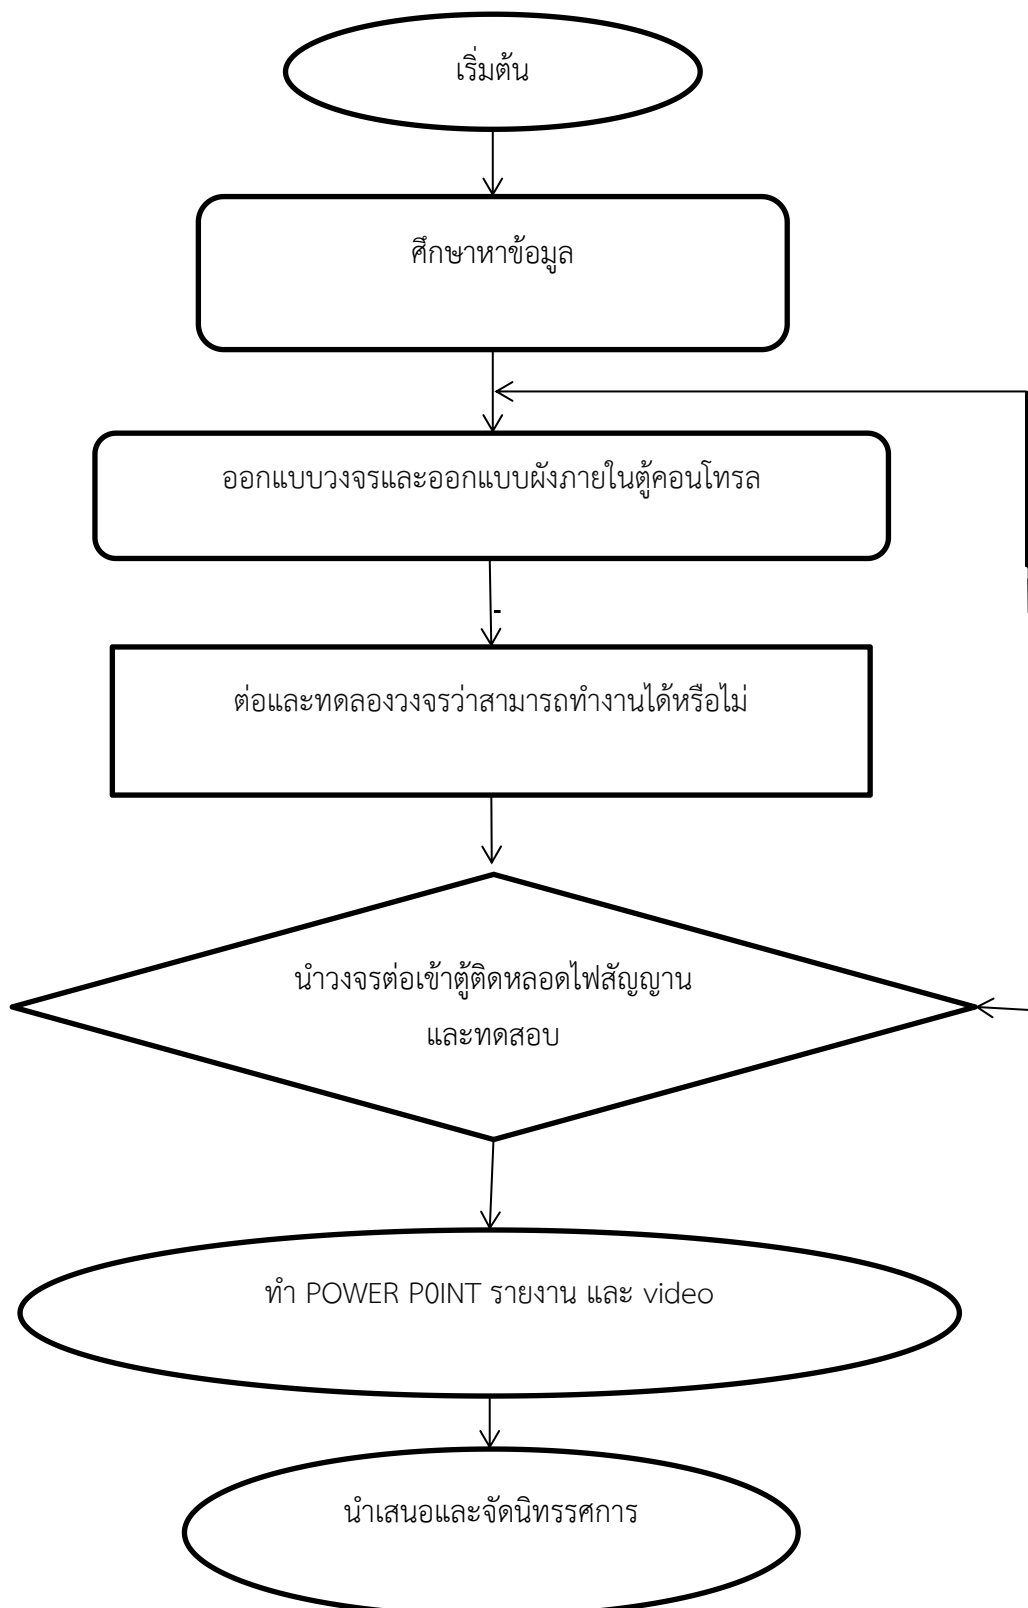 เริ่มต้น
ศึกษาหาข้อมูล
ออกแบบวงจรและออกแบบผังภายในตู้คอนโทรล
-
ต่อและทดลองวงจรว่าสามารถทำงานได้หรือไม่
นำวงจรต่อเข้าตู้ติดหลอดไฟสัญญาน
และทดสอบ
ทำ POWER P0INT รายงาน และ video
นำเสนอและจัดนิทรรศการ